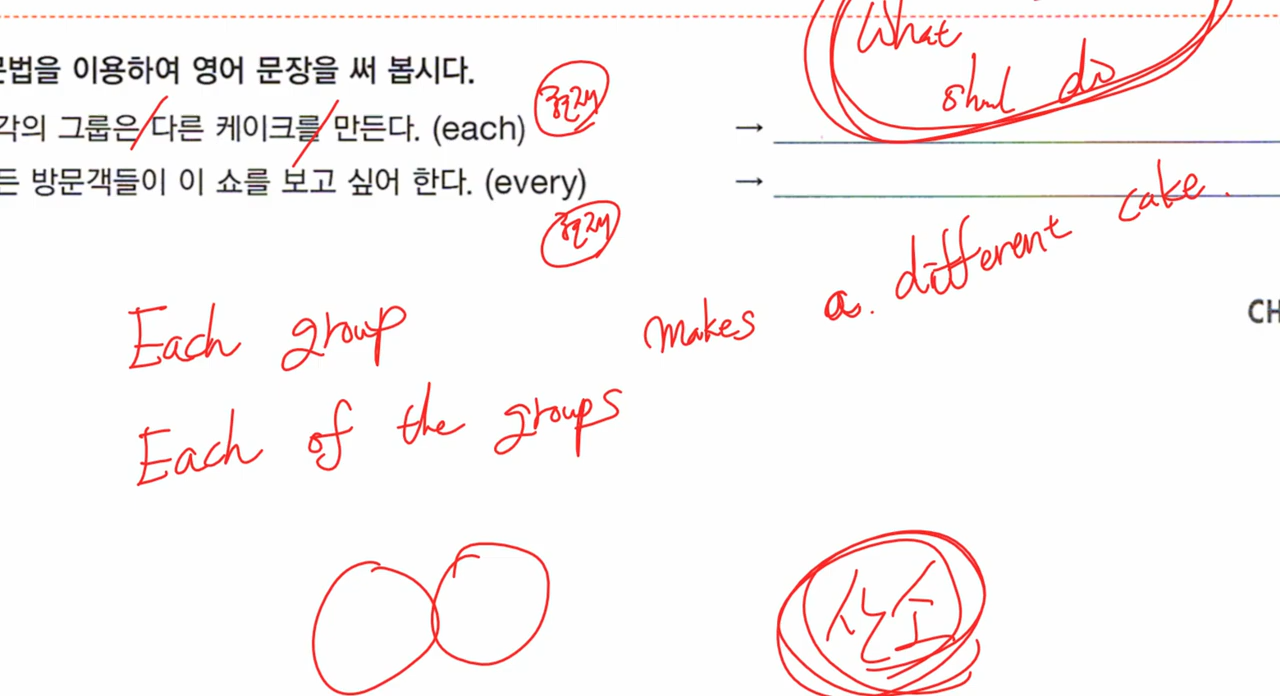 문법을 이용하여 영어 문장을 써 봅시다.
What
do
각의 그룹은 다른 케이크를 만든다. (each) 현재 →
든 방문객들이 이 쇼를 보고 싶어 한다. (every) →
현재
Each group makes a. different cake.
CH
Each of the groups
산소